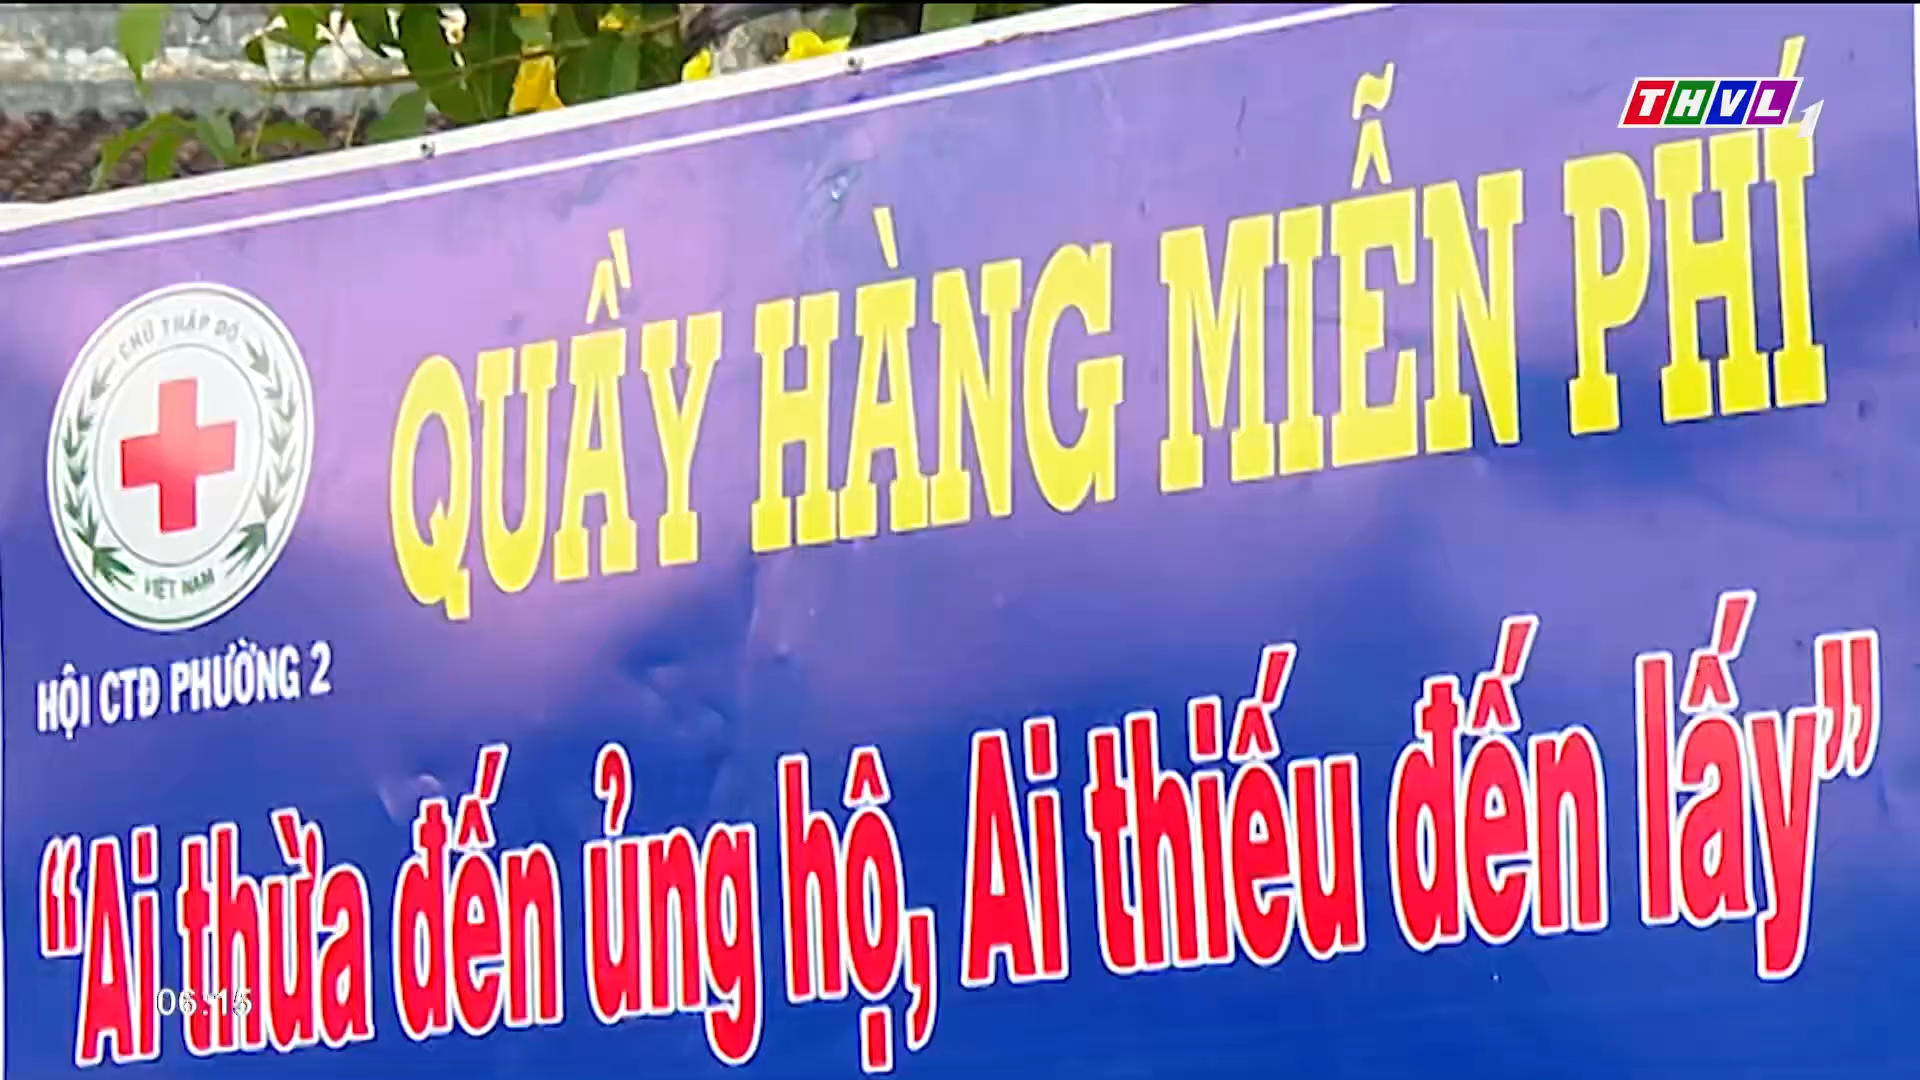 THVL1
QUẦY HÀNG MIỄN PHÍ
CHỮ THẬP ĐỎ
VIỆT NAM
HỘI CTĐ PHƯỜNG 2
“Ai thừa đến ủng hộ, Ai thiếu đến lấy”
06:15